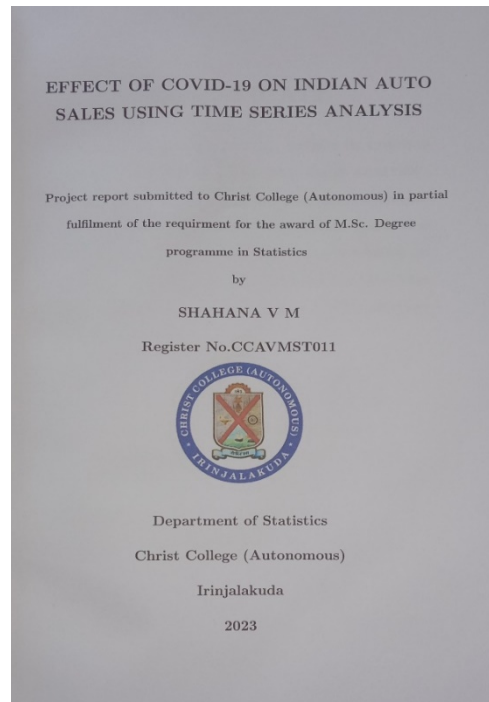 EFFECT OF COVID-19 ON INDIAN AUTO
SALES USING TIME SERIES ANALYSIS
Project report submitted to Christ College (Autonomous) in partial
fulfilment of the requirment for the award of M.Sc. Degree
programme in Statistics
by
SHAHANA V M
Register No.CCAVMST011
CHRIST COLLEGE (AUTONOMOUS)
IRINJALAKUDA
Department of Statistics
Christ College (Autonomous)
Irinjalakuda
2023